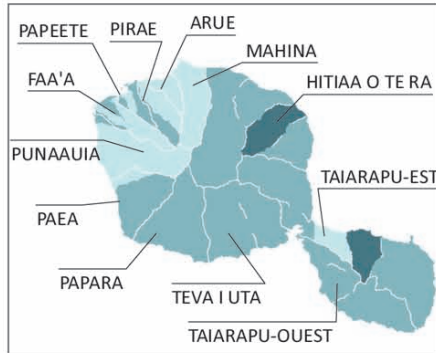 PAPEETE
PIRAE
ARUE
MAHINA
FAA'A
HITIAA O TE RA
PUNAAUIA
TAIARAPU-EST
PAEA
PAPARA
TEVA I UTA
TAIARAPU-OUEST